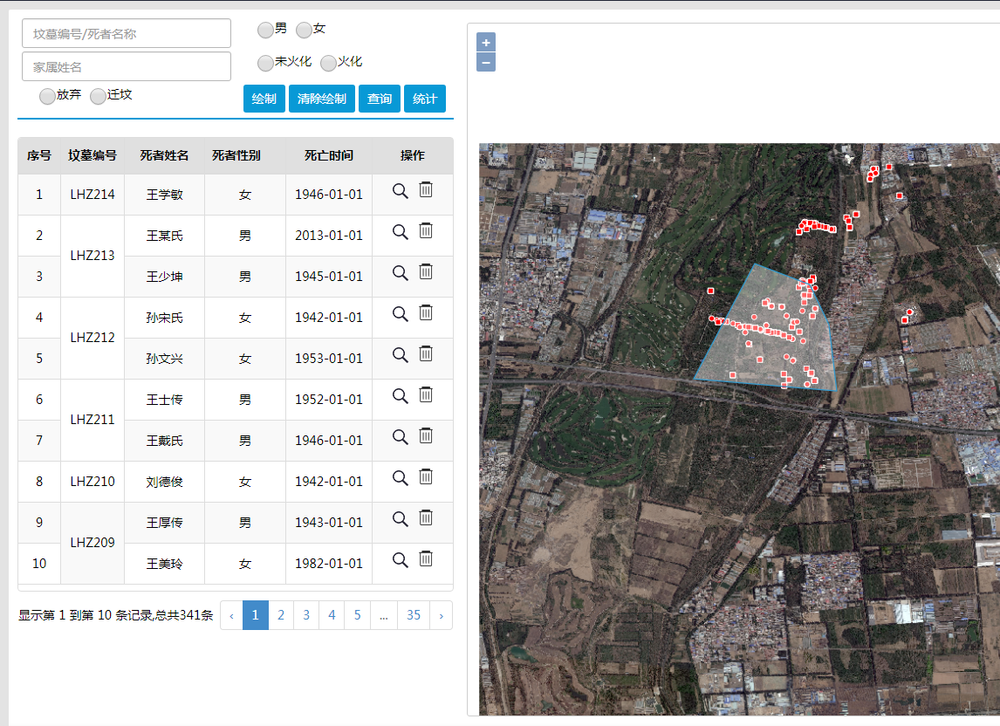 坟墓编号/死者名称
男 女
家属姓名
未火化 火化
放弃 迁坟
绘制 清除绘制 查询 统计
+
−
序号 坟墓编号 死者姓名 死者性别 死亡时间 操作
1 LHZ214 王学敏 女 1946-01-01
2 LHZ213 王某氏 男 2013-01-01
3 王少坤 男 1945-01-01
4 LHZ212 孙宋氏 女 1942-01-01
5 孙文兴 女 1953-01-01
6 LHZ211 王士传 男 1952-01-01
7 王戴氏 男 1946-01-01
8 LHZ210 刘德俊 女 1942-01-01
9 LHZ209 王厚传 男 1943-01-01
10 王美玲 女 1982-01-01
显示第 1 到第 10 条记录,总共341条 ‹ 1 2 3 4 5 ... 35 ›